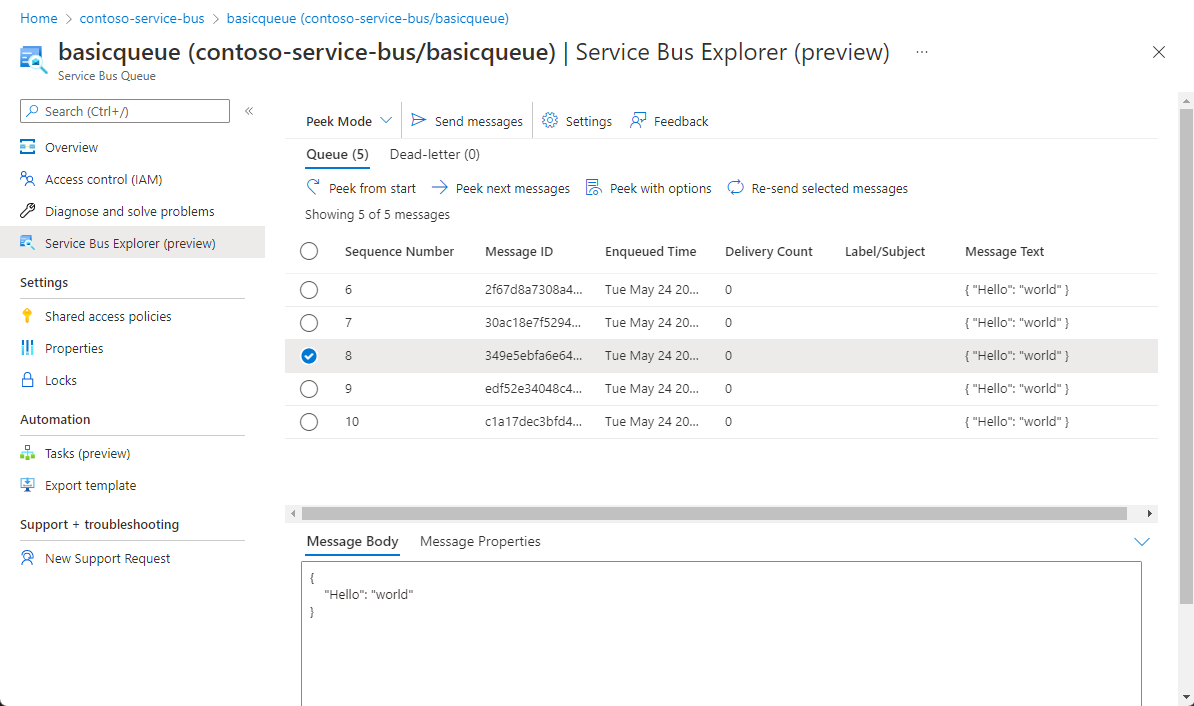 Home > contoso-service-bus > basicqueue (contoso-service-bus/basicqueue)
basicqueue (contoso-service-bus/basicqueue) | Service Bus Explorer (preview) ...
Service Bus Queue
Search (Ctrl+/) «
Overview
Access control (IAM)
Diagnose and solve problems
Service Bus Explorer (preview)
Settings
Shared access policies
Properties
Locks
Automation
Tasks (preview)
Export template
Support + troubleshooting
New Support Request
Peek Mode Send messages Settings Feedback
Queue (5) Dead-letter (0)
Peek from start Peek next messages Peek with options Re-send selected messages
Showing 5 of 5 messages
Sequence Number Message ID Enqueued Time Delivery Count Label/Subject Message Text
6 2f67d8a7308a4... Tue May 24 20... 0 { "Hello": "world" }
7 30ac18e7f5294... Tue May 24 20... 0 { "Hello": "world" }
8 349e5ebfa6e64... Tue May 24 20... 0 { "Hello": "world" }
9 edf52e34048c4... Tue May 24 20... 0 { "Hello": "world" }
10 c1a17dec3bfd4... Tue May 24 20... 0 { "Hello": "world" }
Message Body Message Properties
{
"Hello": "world"
}